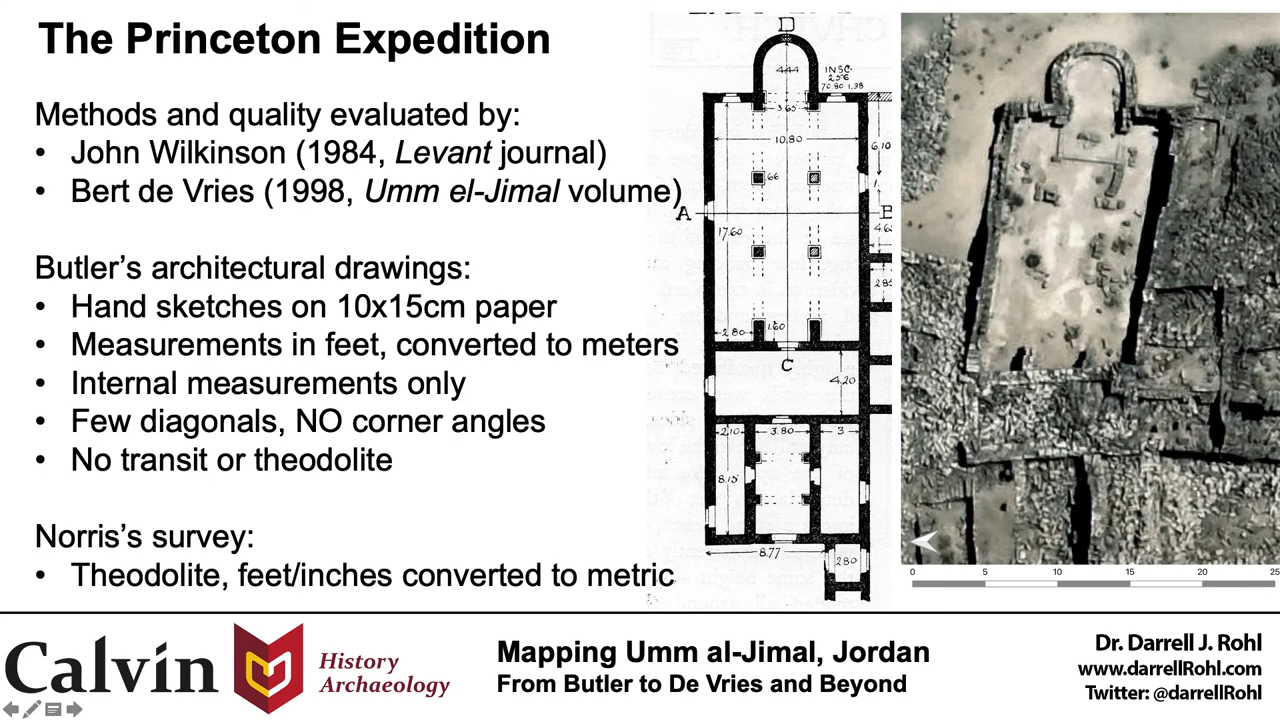 The Princeton Expedition
Methods and quality evaluated by:
• John Wilkinson (1984, Levant journal)
• Bert de Vries (1998, Umm el-Jimal volume)
Butler’s architectural drawings:
• Hand sketches on 10x15cm paper
• Measurements in feet, converted to meters
• Internal measurements only
• Few diagonals, NO corner angles
• No transit or theodolite
Norris’s survey:
• Theodolite, feet/inches converted to metric
D
4.44
INSC.
256
3.65
10.80
6.10
66
A
B
17.60
2.80
1.60
C
4.20
2.10
3.80
3
8.15
8.77
2.80
0 5 10 15 20 25
Calvin
History
Archaeology
Mapping Umm al-Jimal, Jordan
From Butler to De Vries and Beyond
Dr. Darrell J. Rohl
www.darrellRohl.com
Twitter: @darrellRohl